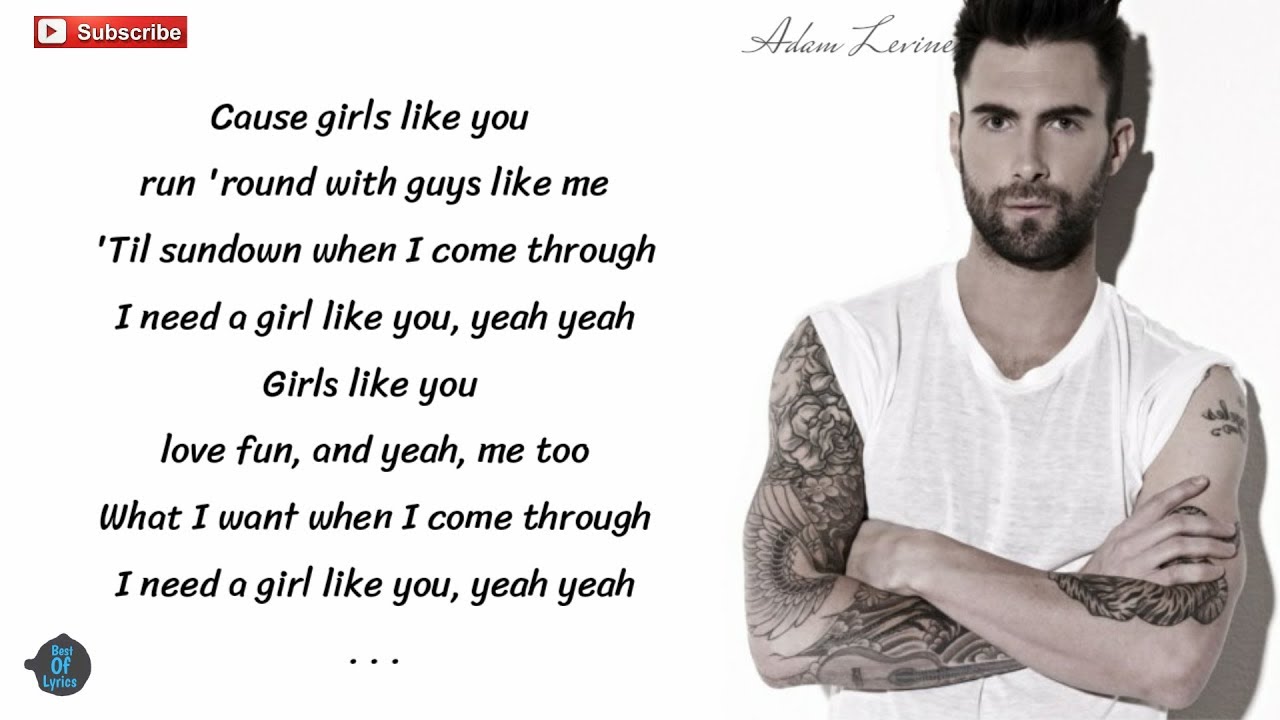 Subscribe
Adam Levine
Cause girls like you
run 'round with guys like me
'Til sundown when I come through
I need a girl like you, yeah yeah
Girls like you
love fun, and yeah, me too
What I want when I come through
I need a girl like you, yeah yeah
. . .
Best
Of
Lyrics